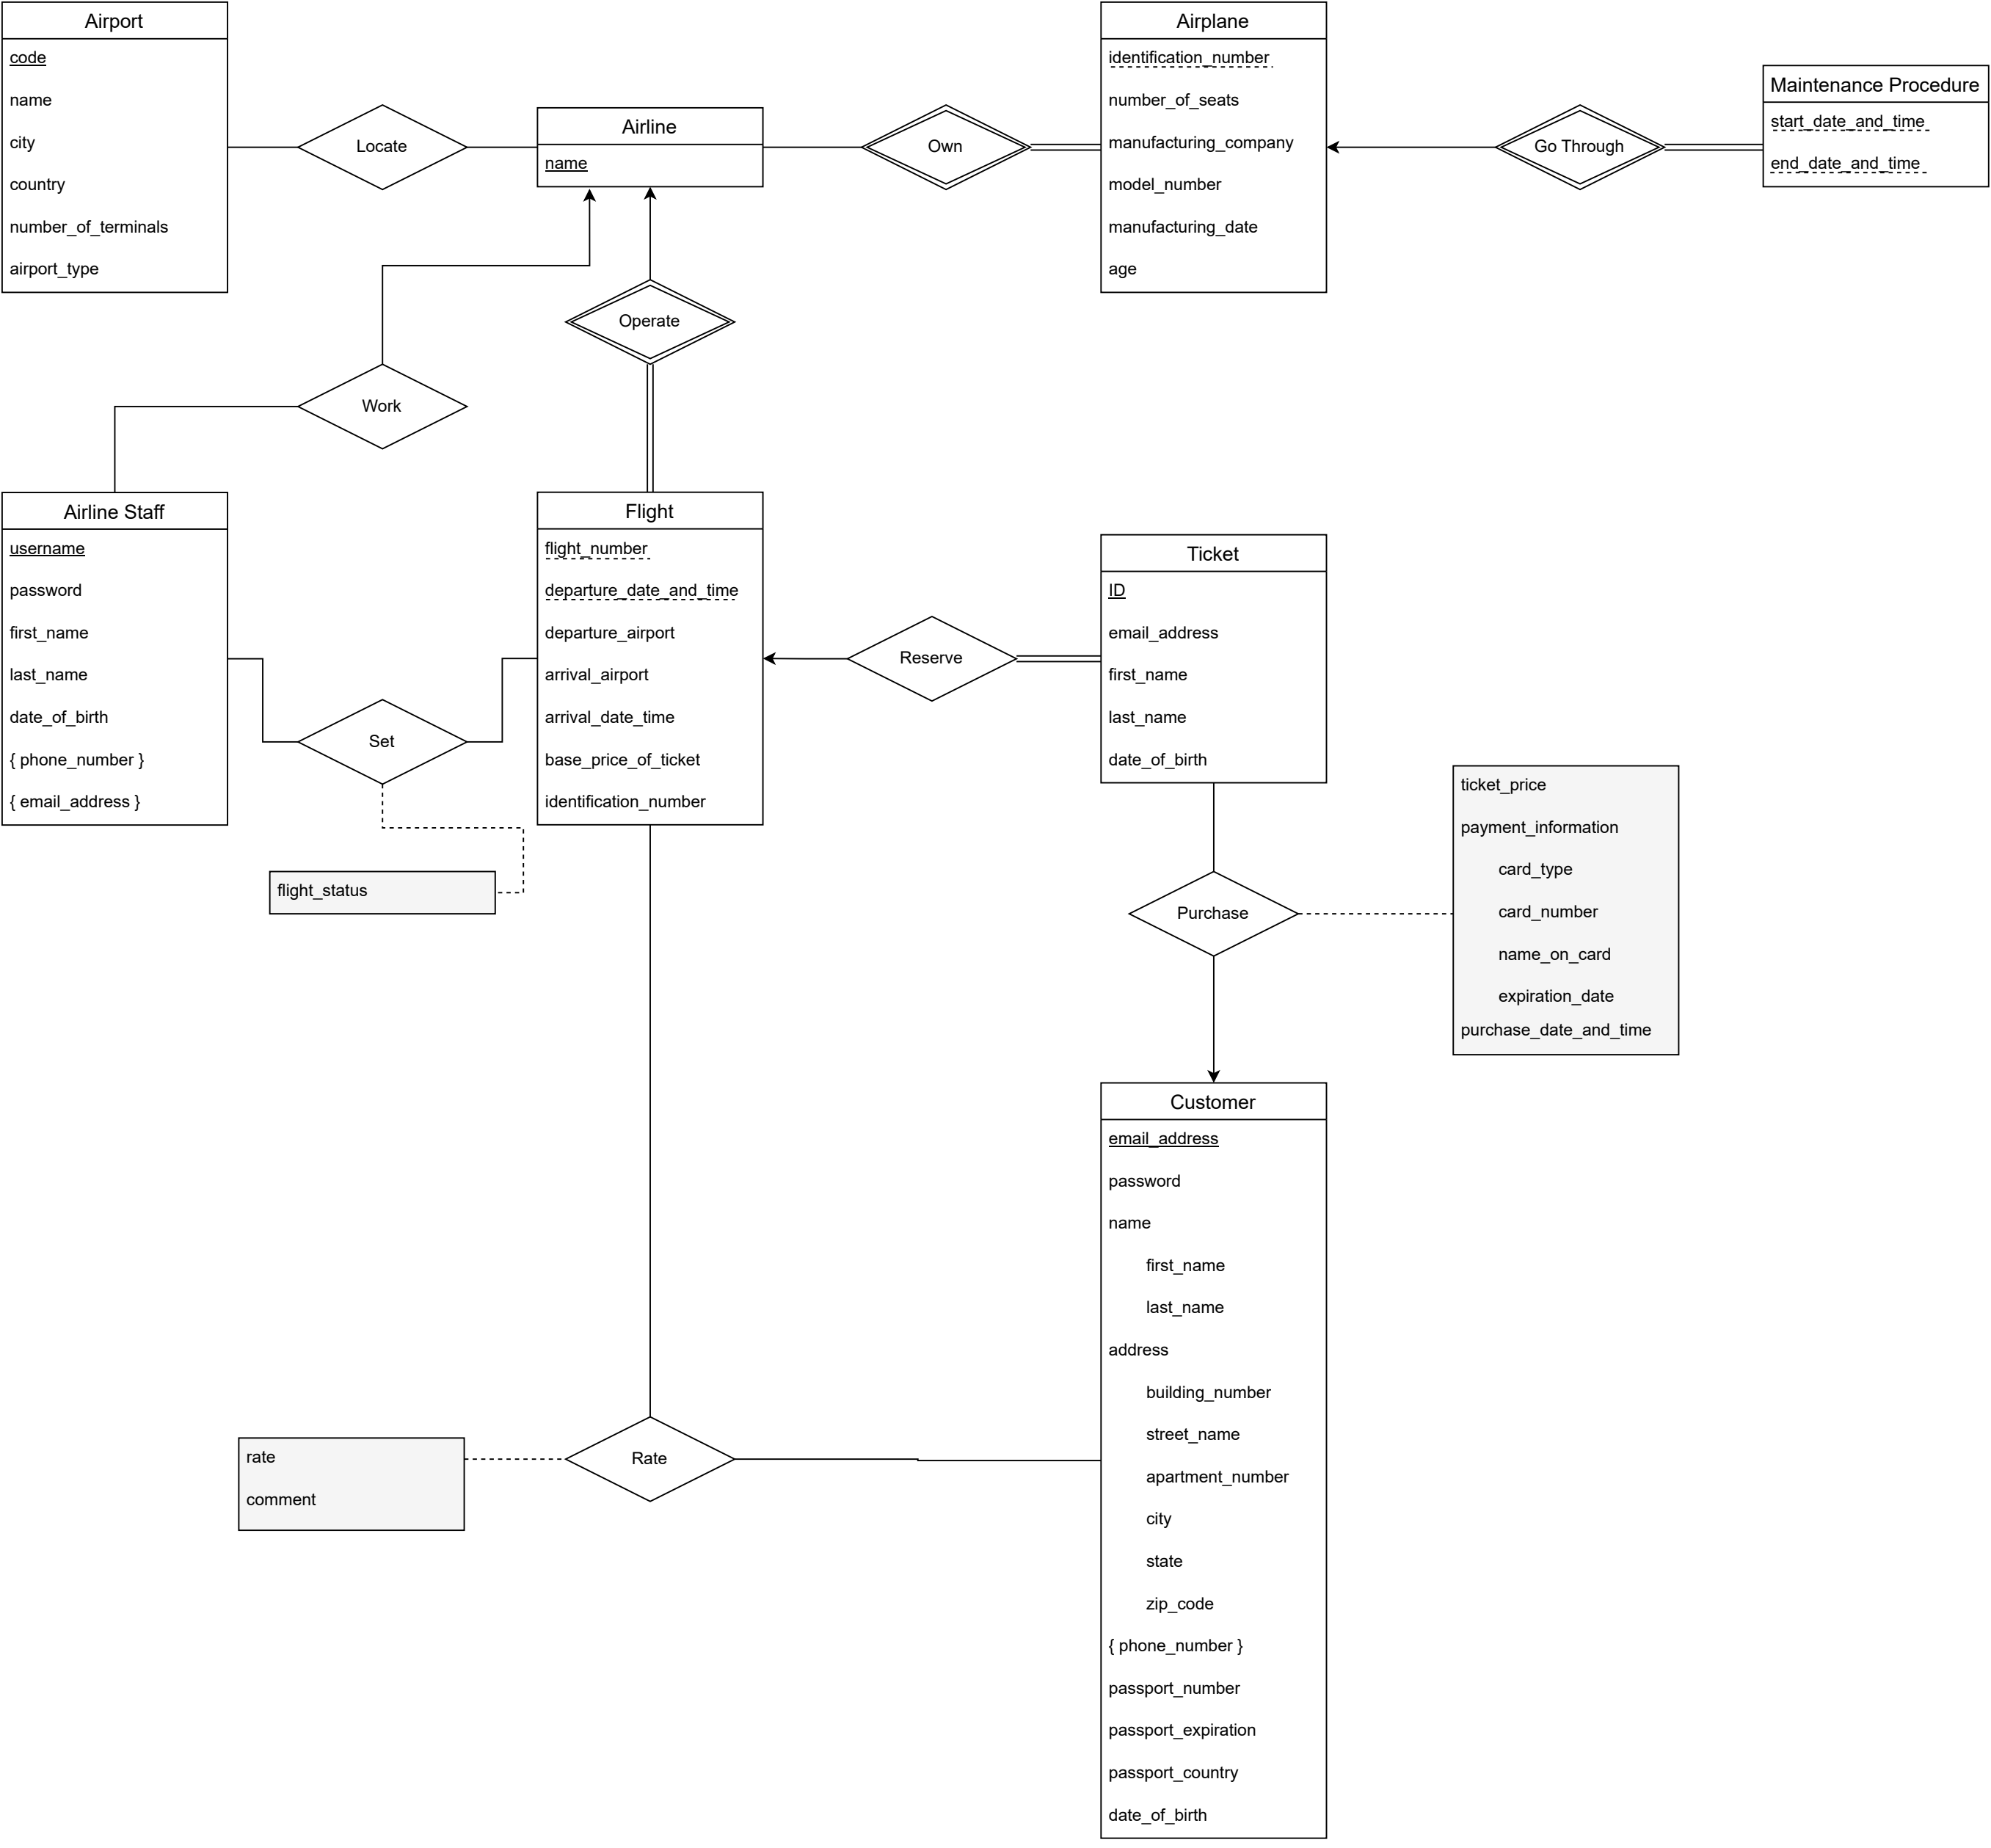 Airport
code
name
city
country
number_of_terminals
airport_type
Locate
Airline
name
Own
Airplane
identification_number
number_of_seats
manufacturing_company
model_number
manufacturing_date
age
Go Through
Maintenance Procedure
start_date_and_time
end_date_and_time
Operate
Work
Airline Staff
username
password
first_name
last_name
date_of_birth
{ phone_number }
{ email_address }
Set
flight_status
Flight
flight_number
departure_date_and_time
departure_airport
arrival_airport
arrival_date_time
base_price_of_ticket
identification_number
Reserve
Ticket
ID
email_address
first_name
last_name
date_of_birth
Purchase
ticket_price
payment_information
card_type
card_number
name_on_card
expiration_date
purchase_date_and_time
Customer
email_address
password
name
first_name
last_name
address
building_number
street_name
apartment_number
city
state
zip_code
{ phone_number }
passport_number
passport_expiration
passport_country
date_of_birth
Rate
rate
comment